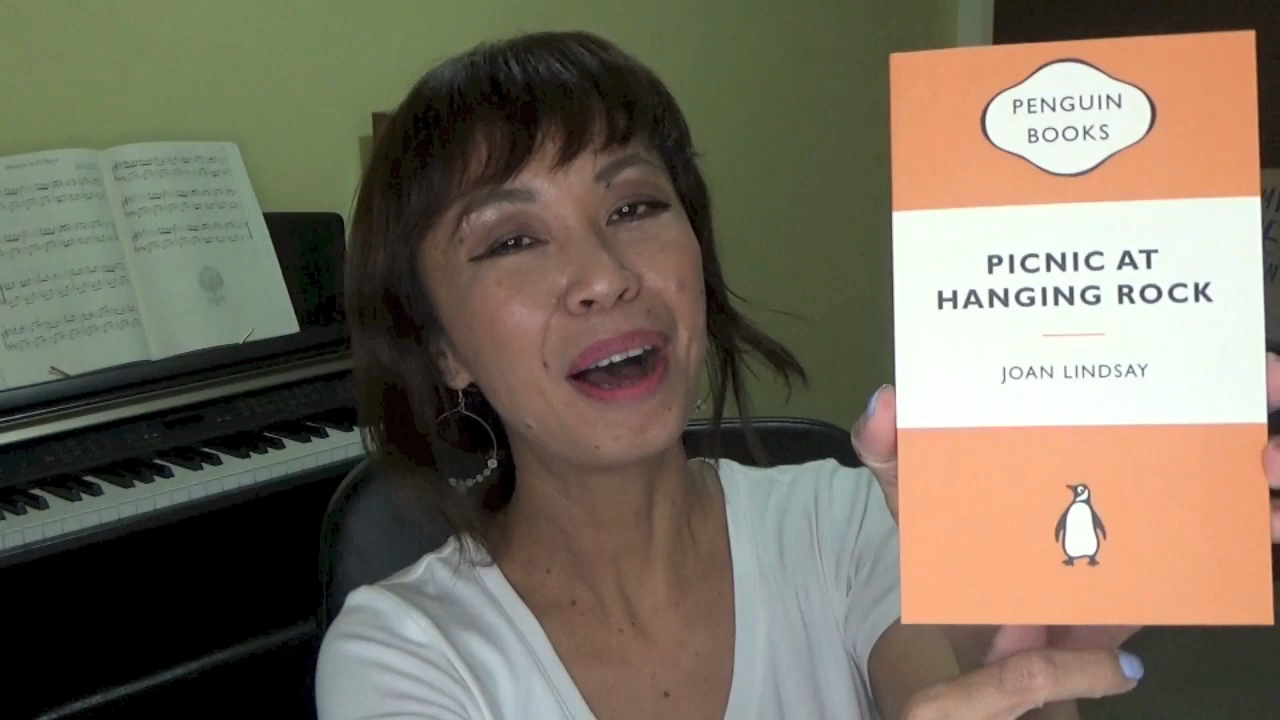 PENGUIN
BOOKS
PICNIC AT
HANGING ROCK
JOAN LINDSAY